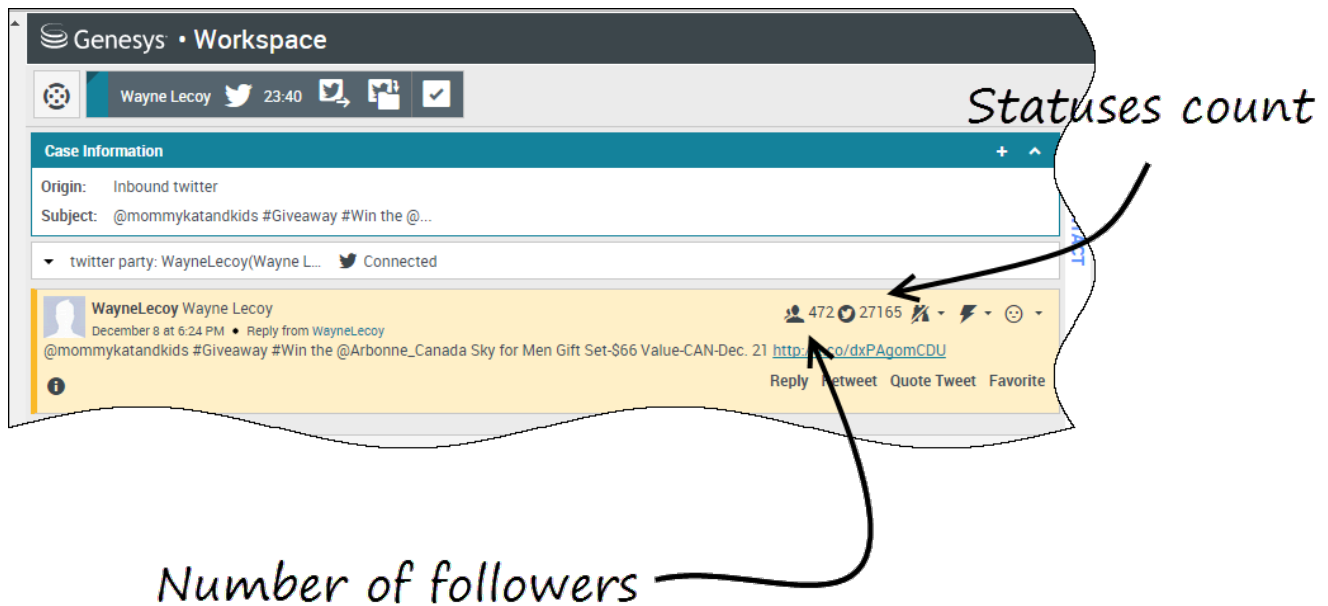 Genesys • Workspace
Wayne Lecoy 23:40
Statuses count
Case Information
Origin: Inbound twitter
Subject: @mommykatandkids #Giveaway #Win the @...
twitter party: WayneLecoy(Wayne L... Connected
WayneLecoy Wayne Lecoy 472 27165
December 8 at 6:24 PM • Reply from WayneLecoy
@mommykatandkids #Giveaway #Win the @Arbonne_Canada Sky for Men Gift Set-$66 Value-CAN-Dec. 21
Reply Retweet Quote Tweet Favorite
Number of followers